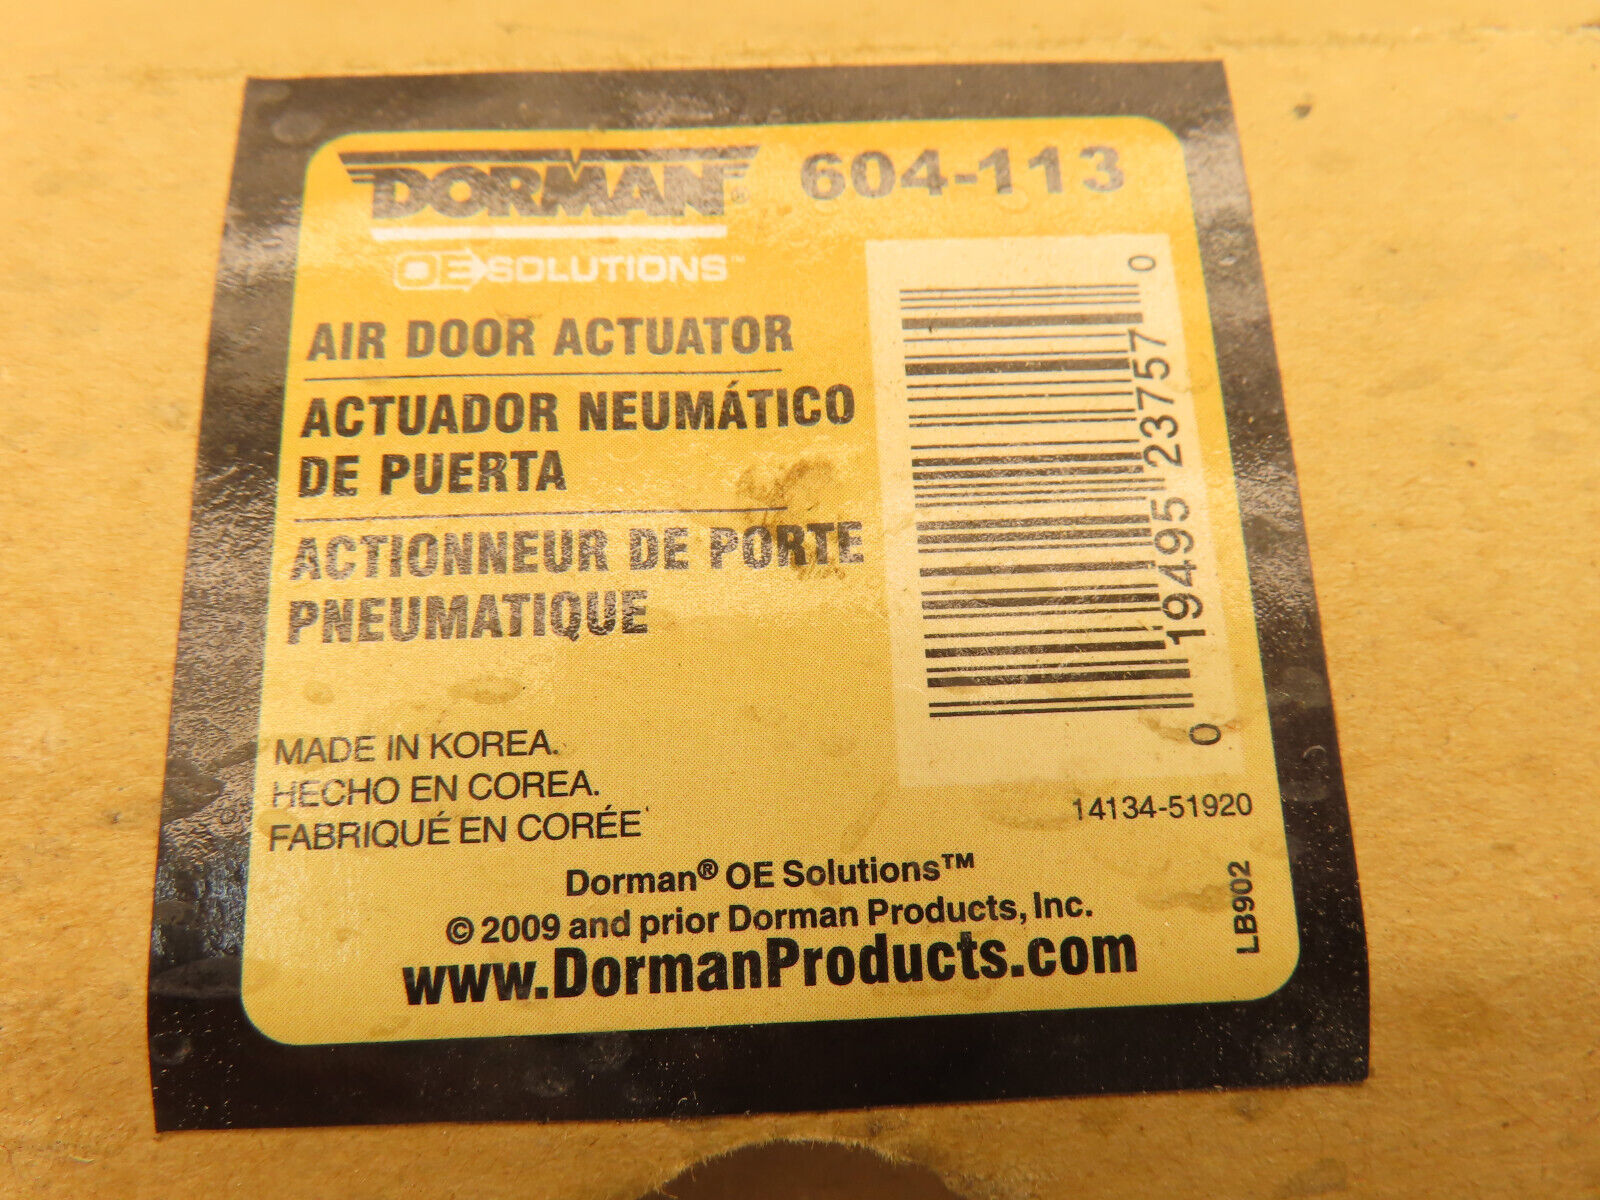 DORMAN® 604-113
OE SOLUTIONS™
AIR DOOR ACTUATOR
ACTUADOR NEUMÁTICO
DE PUERTA
ACTIONNEUR DE PORTE
PNEUMATIQUE
MADE IN KOREA.
HECHO EN COREA.
FABRIQUÉ EN CORÉE
0 19495 23757 0
14134-51920
LB902
Dorman® OE Solutions™
© 2009 and prior Dorman Products, Inc.
www.DormanProducts.com